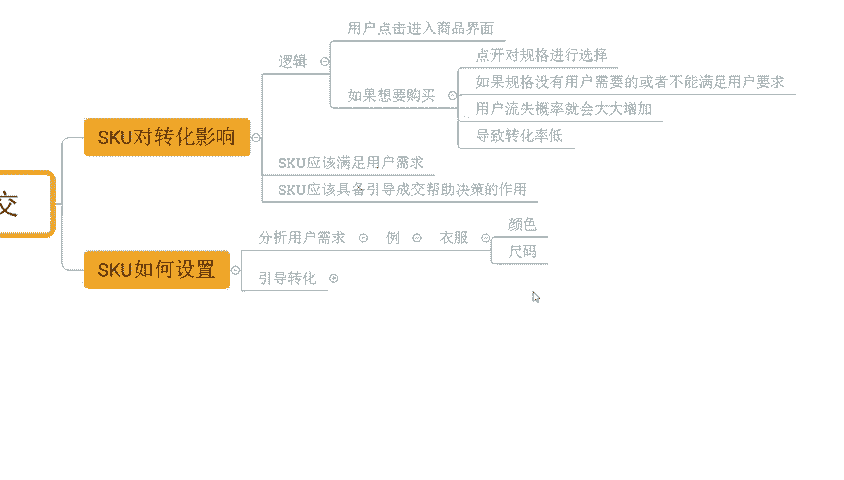 用户点击进入商品界面
逻辑
点开对规格进行选择
如果规格没有用户需要的或者不能满足用户要求
如果想要购买
用户流失概率就会大大增加
导致转化率低
SKU对转化影响
SKU应该满足用户需求
SKU应该具备引导成交帮助决策的作用
交
分析用户需求
例
衣服
颜色
尺码
SKU如何设置
引导转化